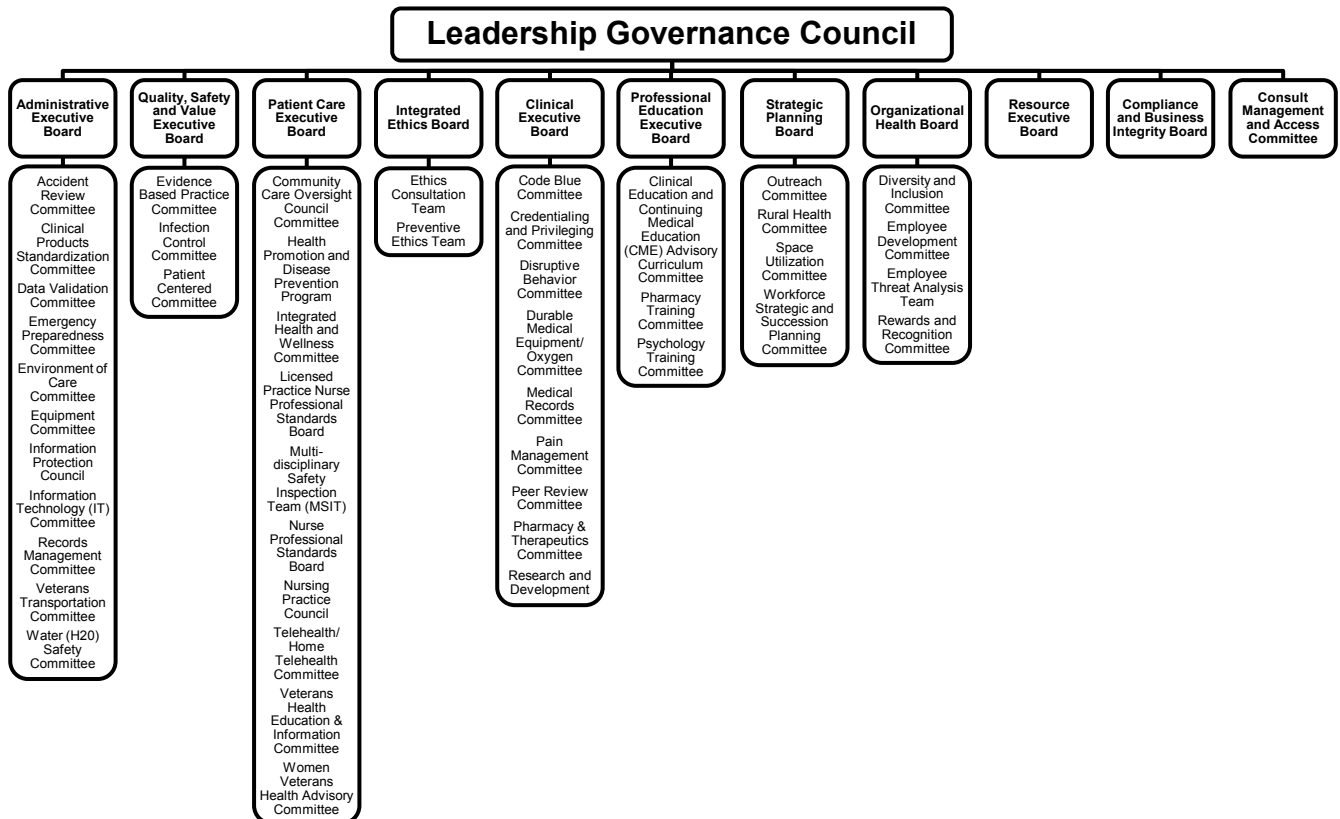 Leadership Governance Council
Administrative
Executive
Board
Quality, Safety
and Value
Executive
Board
Patient Care
Executive
Board
Integrated
Ethics Board
Clinical
Executive
Board
Professional
Education
Executive
Board
Strategic
Planning
Board
Organizational
Health Board
Resource
Executive
Board
Compliance
and Business
Integrity Board
Consult
Management
and Access
Committee
Accident
Review
Committee
Clinical
Products
Standardization
Committee
Data Validation
Committee
Emergency
Preparedness
Committee
Environment of
Care
Committee
Equipment
Committee
Information
Protection
Council
Information
Technology (IT)
Committee
Records
Management
Committee
Veterans
Transportation
Committee
Water (H20)
Safety
Committee
Evidence
Based Practice
Committee
Infection
Control
Committee
Patient
Centered
Committee
Community
Care Oversight
Council
Committee
Health
Promotion and
Disease
Prevention
Program
Integrated
Health and
Wellness
Committee
Licensed
Practice Nurse
Professional
Standards
Board
Multi-
disciplinary
Safety
Inspection
Team (MSIT)
Nurse
Professional
Standards
Board
Nursing
Practice
Council
Telehealth/
Home
Telehealth
Committee
Veterans
Health
Education &
Information
Committee
Women
Veterans
Health Advisory
Committee
Ethics
Consultation
Team
Preventive
Ethics Team
Code Blue
Committee
Credentialing
and Privileging
Committee
Disruptive
Behavior
Committee
Durable
Medical
Equipment/
Oxygen
Committee
Medical
Records
Committee
Pain
Management
Committee
Peer Review
Committee
Pharmacy &
Therapeutics
Committee
Research and
Development
Clinical
Education and
Continuing
Medical
Education
(CME) Advisory
Curriculum
Committee
Pharmacy
Training
Committee
Psychology
Training
Committee
Outreach
Committee
Rural Health
Committee
Space
Utilization
Committee
Workforce
Strategic and
Succession
Planning
Committee
Diversity and
Inclusion
Committee
Employee
Development
Committee
Employee
Threat Analysis
Team
Rewards and
Recognition
Committee